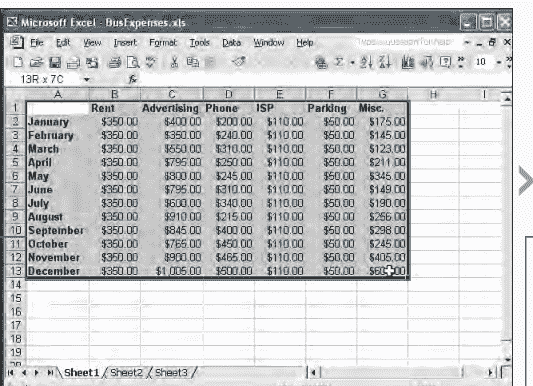 Microsoft Excel - BusExpenses.xls
File Edit View Insert Format Tools Data Window Help
10
13R x 7C fx
A B C D E F G H I
1 Rent Advertising Phone ISP Parking Misc.
2 January $350.00 $400.00 $200.00 $110.00 $50.00 $175.00
3 February $350.00 $350.00 $240.00 $110.00 $50.00 $145.00
4 March $350.00 $550.00 $310.00 $110.00 $50.00 $123.00
5 April $350.00 $795.00 $250.00 $110.00 $50.00 $211.00
6 May $350.00 $800.00 $245.00 $110.00 $50.00 $345.00
7 June $350.00 $795.00 $310.00 $110.00 $50.00 $149.00
8 July $350.00 $600.00 $340.00 $110.00 $50.00 $190.00
9 August $350.00 $910.00 $215.00 $110.00 $50.00 $256.00
10 September $350.00 $845.00 $400.00 $110.00 $50.00 $298.00
11 October $350.00 $765.00 $450.00 $110.00 $50.00 $245.00
12 November $350.00 $900.00 $465.00 $110.00 $50.00 $405.00
13 December $350.00 $1,005.00 $500.00 $110.00 $50.00
14
15
16
17
18
19
Sheet1 Sheet2 Sheet3